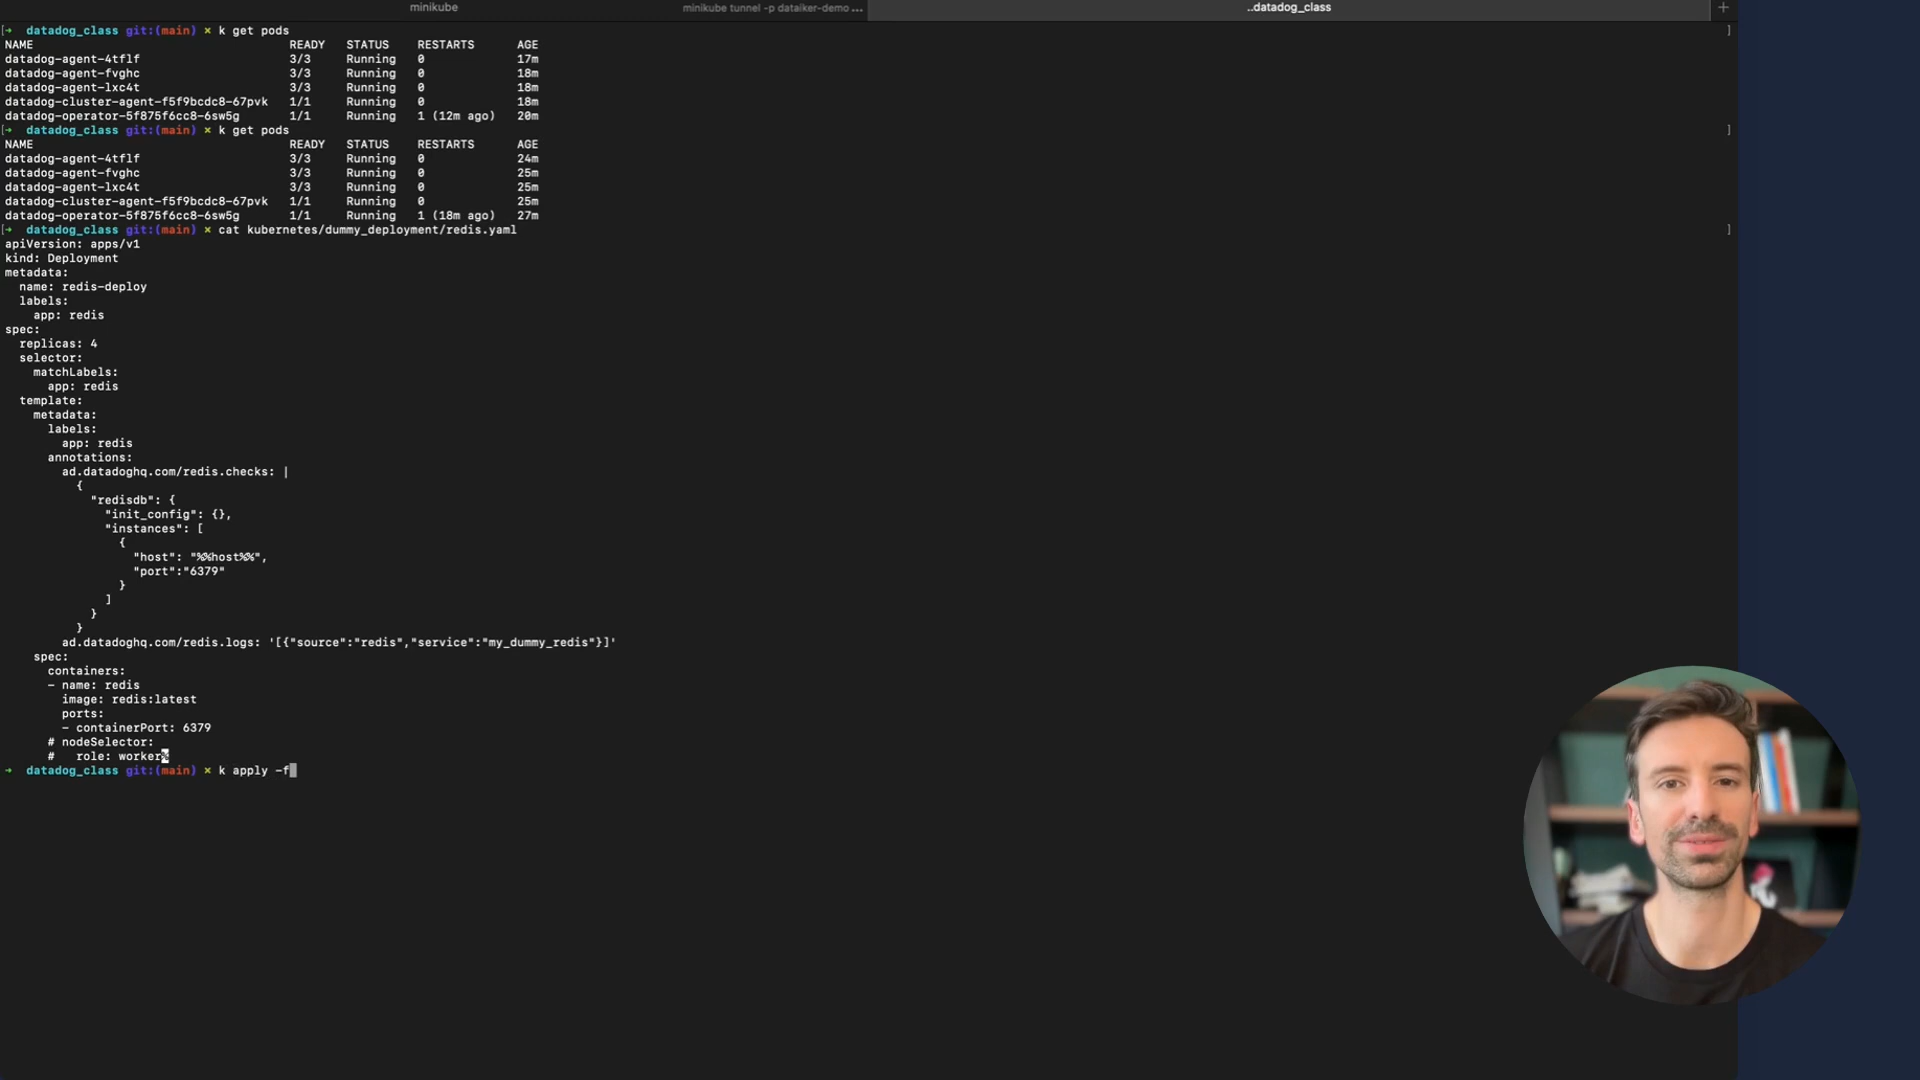 minikube
minikube tunnel -p dataiker-demo ...
..datadog_class
+
[→ datadog_class git:(main) × k get pods ]
NAME READY STATUS RESTARTS AGE
datadog-agent-4tflf 3/3 Running 0 17m
datadog-agent-fvghc 3/3 Running 0 18m
datadog-agent-lxc4t 3/3 Running 0 18m
datadog-cluster-agent-f5f9bcdc8-67pvk 1/1 Running 0 18m
datadog-operator-5f875f6cc8-6sw5g 1/1 Running 1 (12m ago) 20m
[→ datadog_class git:(main) × k get pods ]
NAME READY STATUS RESTARTS AGE
datadog-agent-4tflf 3/3 Running 0 24m
datadog-agent-fvghc 3/3 Running 0 25m
datadog-agent-lxc4t 3/3 Running 0 25m
datadog-cluster-agent-f5f9bcdc8-67pvk 1/1 Running 0 25m
datadog-operator-5f875f6cc8-6sw5g 1/1 Running 1 (18m ago) 27m
[→ datadog_class git:(main) × cat kubernetes/dummy_deployment/redis.yaml ]
apiVersion: apps/v1
kind: Deployment
metadata:
  name: redis-deploy
  labels:
    app: redis
spec:
  replicas: 4
  selector:
    matchLabels:
      app: redis
  template:
    metadata:
      labels:
        app: redis
      annotations:
        ad.datadoghq.com/redis.checks: |
          {
            "redisdb": {
              "init_config": {},
              "instances": [
                {
                  "host": "%%host%%",
                  "port":"6379"
                }
              ]
            }
          }
        ad.datadoghq.com/redis.logs: '[{"source":"redis","service":"my_dummy_redis"}]'
    spec:
      containers:
      - name: redis
        image: redis:latest
        ports:
        - containerPort: 6379
      # nodeSelector:
      #   role: worker%
→ datadog_class git:(main) × k apply -f